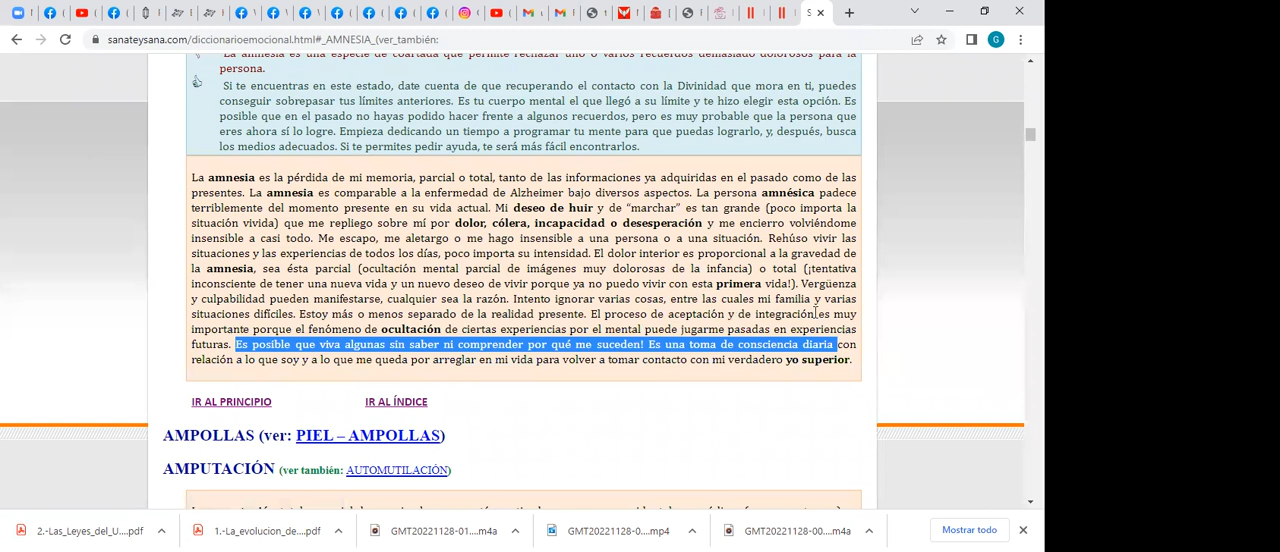 sanateysana.com/diccionarioemocional.html#_AMNESIA_(ver_también:
La amnesia es una especie de coartada que permite rechazar uno o varios recuerdos demasiado dolorosos para la
persona.
Si te encuentras en este estado, date cuenta de que recuperando el contacto con la Divinidad que mora en ti, puedes
conseguir sobrepasar tus límites anteriores. Es tu cuerpo mental el que llegó a su límite y te hizo elegir esta opción. Es
posible que en el pasado no hayas podido hacer frente a algunos recuerdos, pero es muy probable que la persona que
eres ahora sí lo logre. Empieza dedicando un tiempo a programar tu mente para que puedas lograrlo, y, después, busca
los medios adecuados. Si te permites pedir ayuda, te será más fácil encontrarlos.
La amnesia es la pérdida de mi memoria, parcial o total, tanto de las informaciones ya adquiridas en el pasado como de las
presentes. La amnesia es comparable a la enfermedad de Alzheimer bajo diversos aspectos. La persona amnésica padece
terriblemente del momento presente en su vida actual. Mi deseo de huir y de “marchar” es tan grande (poco importa la
situación vivida) que me repliego sobre mí por dolor, cólera, incapacidad o desesperación y me encierro volviéndome
insensible a casi todo. Me escapo, me aletargo o me hago insensible a una persona o a una situación. Rehúso vivir las
situaciones y las experiencias de todos los días, poco importa su intensidad. El dolor interior es proporcional a la gravedad de
la amnesia, sea ésta parcial (ocultación mental parcial de imágenes muy dolorosas de la infancia) o total (¡tentativa
inconsciente de tener una nueva vida y un nuevo deseo de vivir porque ya no puedo vivir con esta primera vida!). Vergüenza
y culpabilidad pueden manifestarse, cualquier sea la razón. Intento ignorar varias cosas, entre las cuales mi familia y varias
situaciones difíciles. Estoy más o menos separado de la realidad presente. El proceso de aceptación y de integración es muy
importante porque el fenómeno de ocultación de ciertas experiencias por el mental puede jugarme pasadas en experiencias
futuras. Es posible que viva algunas sin saber ni comprender por qué me suceden! Es una toma de consciencia diaria con
relación a lo que soy y a lo que me queda por arreglar en mi vida para volver a tomar contacto con mi verdadero yo superior.
IR AL PRINCIPIO IR AL ÍNDICE
AMPOLLAS (ver: PIEL – AMPOLLAS)
AMPUTACIÓN (ver también: AUTOMUTILACIÓN)
2.-Las_Leyes_del_U....pdf 1.-La_evolucion_de....pdf GMT20221128-01....m4a GMT20221128-0....mp4 GMT20221128-00....m4a Mostrar todo